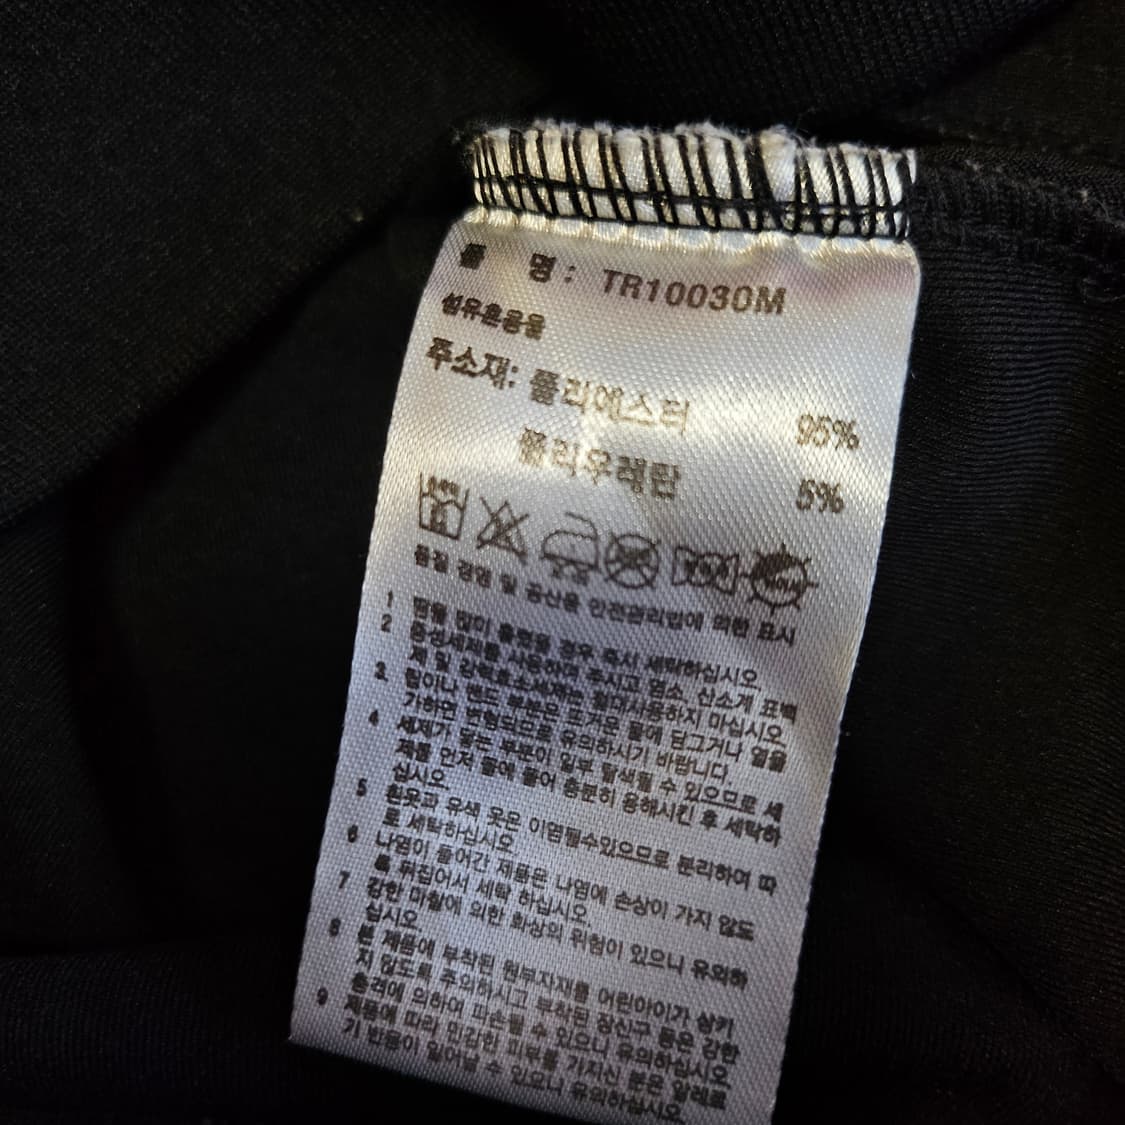 품 명 : TR10030M
섬유혼용율
주소재: 폴리에스터 95%
폴리우레탄 5%
품질 경영 및 공산품 안전관리법에 의한 표시
1 땀을 많이 흘렸을 경우 즉시 세탁하십시오
2 중성세제를 사용하여 주시고 염소, 산소계 표백
제 및 강력효소세제는 절대사용하지 마십시오
3. 힘이나 밴드 부분은 뜨거운 물에 담그거나 열을
가하면 변형되므로 유의하시기 바랍니다.
4 세제가 닿는 부분이 일부 탈색될 수 있으므로 세
제를 먼저 물에 풀어 충분히 용해시킨 후 세탁하
십시오
5 흰옷과 유색 옷은 이염될수있으므로 분리하여 따
로 세탁하십시오
6 나염이 들어간 제품은 나염에 손상이 가지 않도
록 뒤집어서 세탁 하십시오
7 강한 마찰에 의한 화상의 위험이 있으니 유의하
십시오
8 본 제품에 부착된 원부자재를 어린아이가 삼키
지 않도록 주의하시고 부착된 장신구 등은 강한
충격에 의하여 파손될 수 있으니 유의하십시오
9 제품에 따라 민감한 피부를 가지신 분은 알레르
기 반응이 일어날 수 있으니 유의하십시오